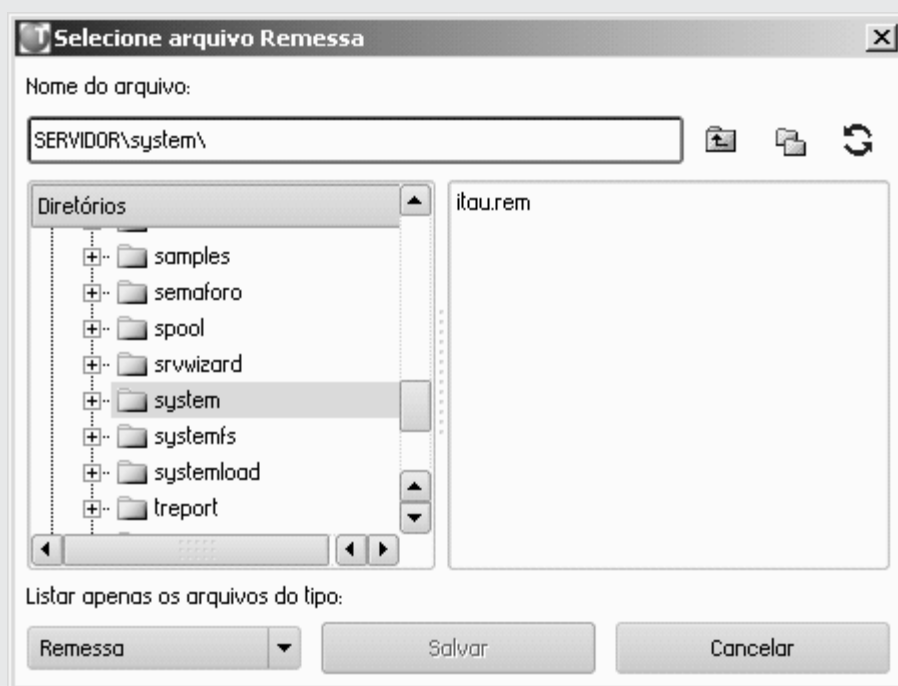 Selecione arquivo Remessa
Nome do arquivo:
SERVIDOR\system\
Diretórios
itau.rem
samples
semaforo
spool
srvwizard
system
systemfs
systemload
treport
Listar apenas os arquivos do tipo:
Remessa
Salvar
Cancelar